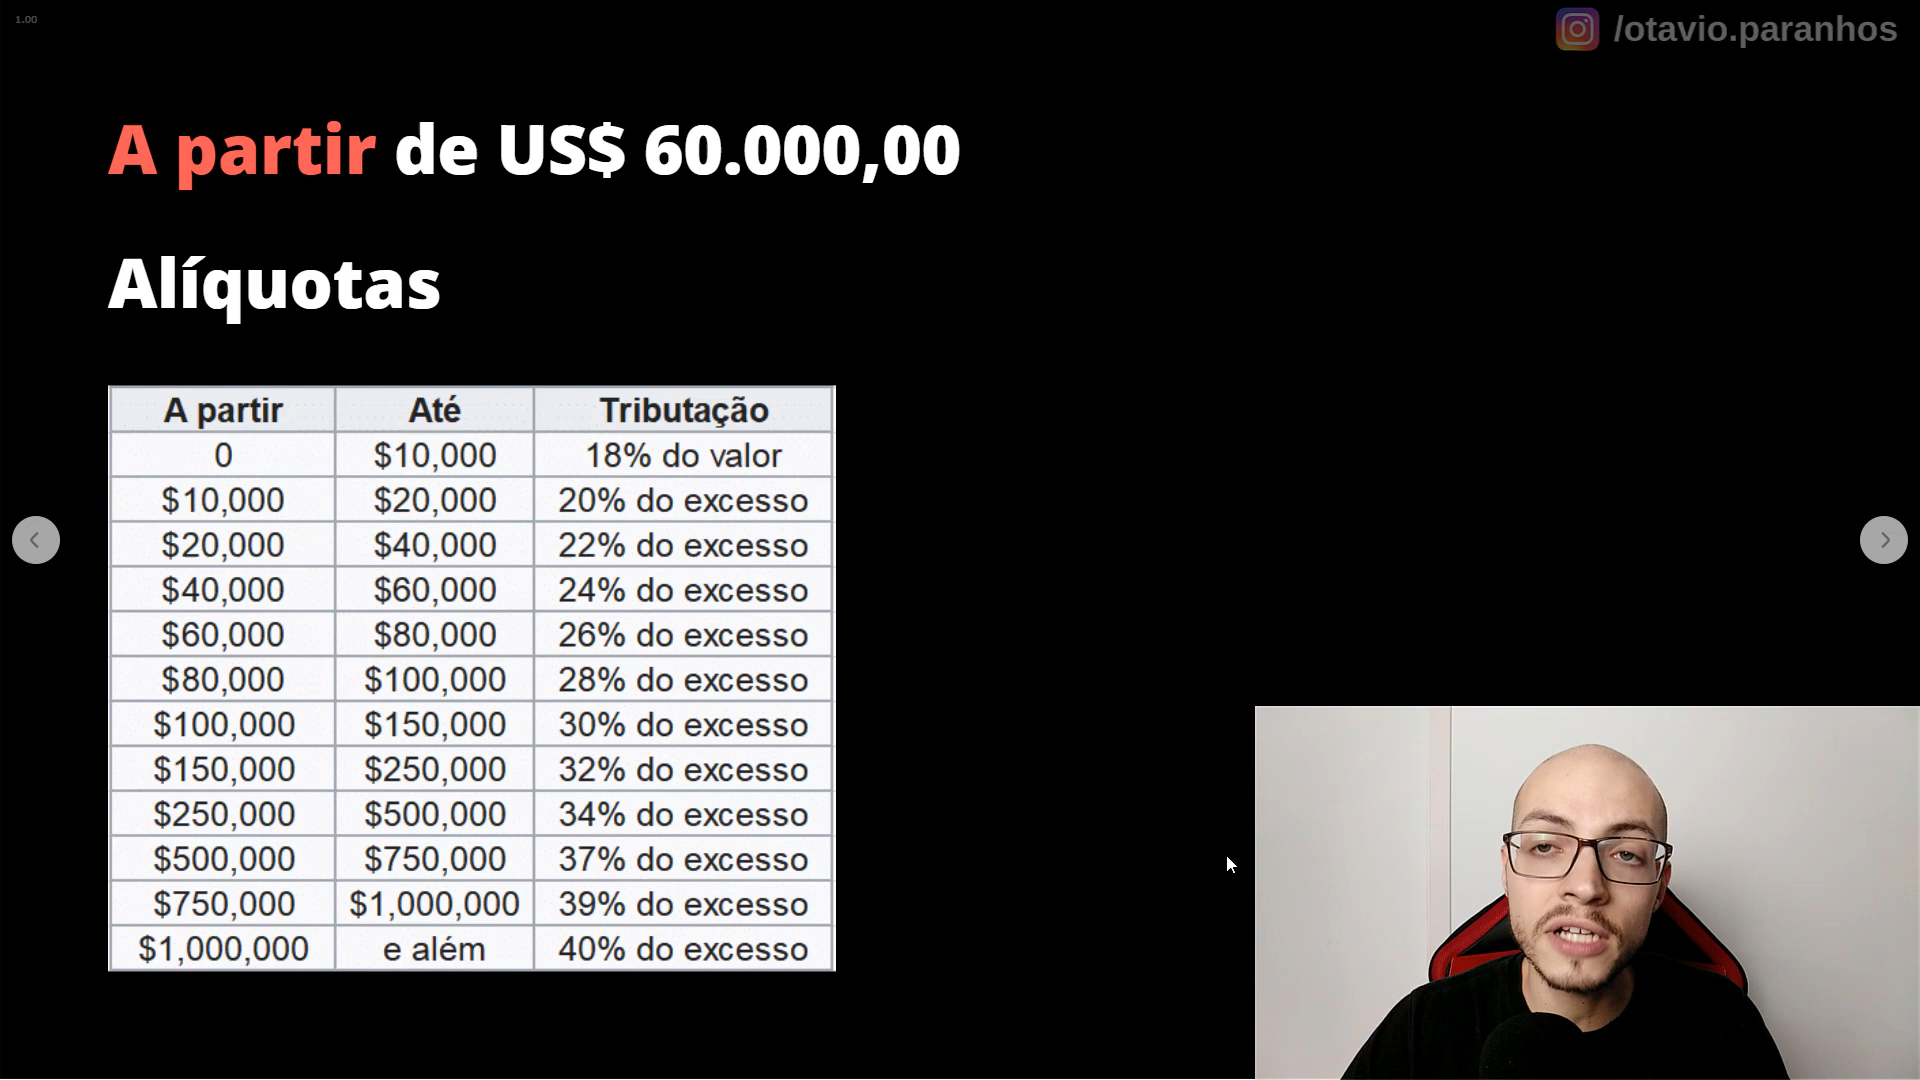 1.00
/otavio.paranhos
A partir de US$ 60.000,00
Alíquotas
A partir Até Tributação
0 $10,000 18% do valor
$10,000 $20,000 20% do excesso
$20,000 $40,000 22% do excesso
$40,000 $60,000 24% do excesso
$60,000 $80,000 26% do excesso
$80,000 $100,000 28% do excesso
$100,000 $150,000 30% do excesso
$150,000 $250,000 32% do excesso
$250,000 $500,000 34% do excesso
$500,000 $750,000 37% do excesso
$750,000 $1,000,000 39% do excesso
$1,000,000 e além 40% do excesso